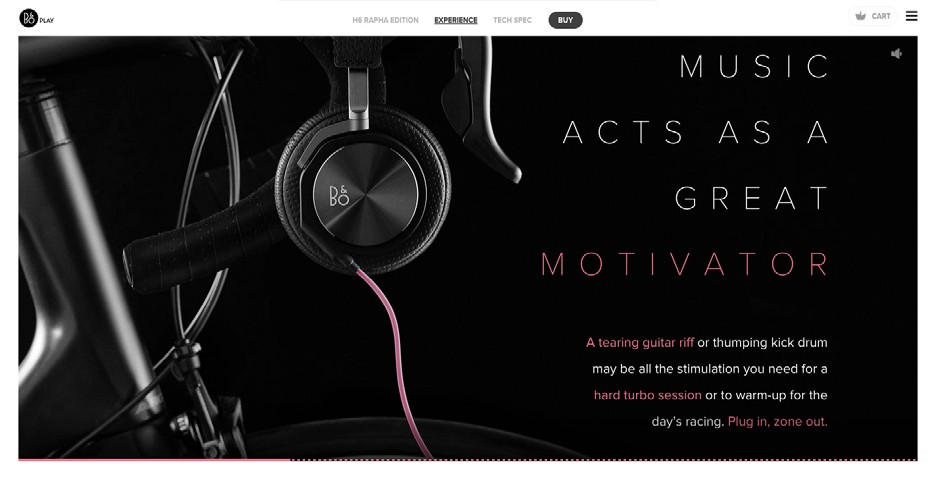 B&O PLAY
H6 RAPHA EDITION EXPERIENCE TECH SPEC BUY
CART
MUSIC
ACTS AS A
GREAT
MOTIVATOR
B&O
A tearing guitar riff or thumping kick drum
may be all the stimulation you need for a
hard turbo session or to warm-up for the
day's racing. Plug in, zone out.